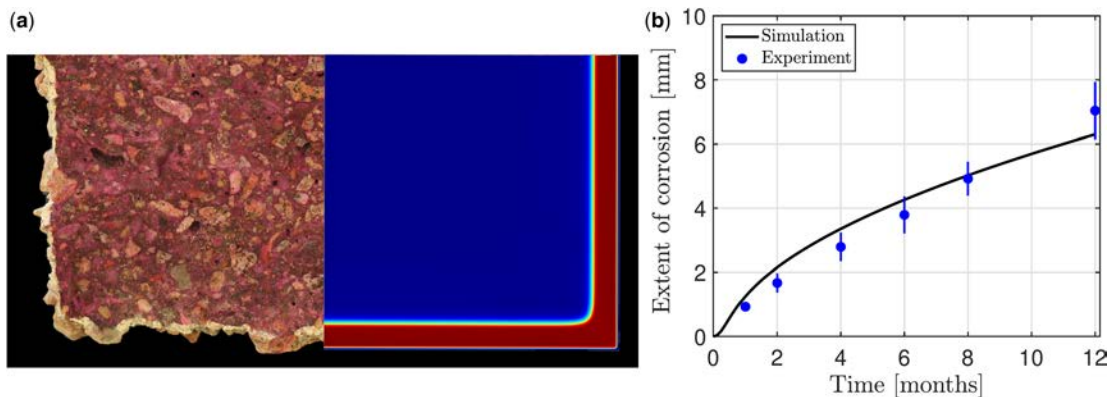 (a)
(b)
Extent of corrosion [mm]
10
8
6
4
2
0
Simulation
Experiment
0 2 4 6 8 10 12
Time [months]